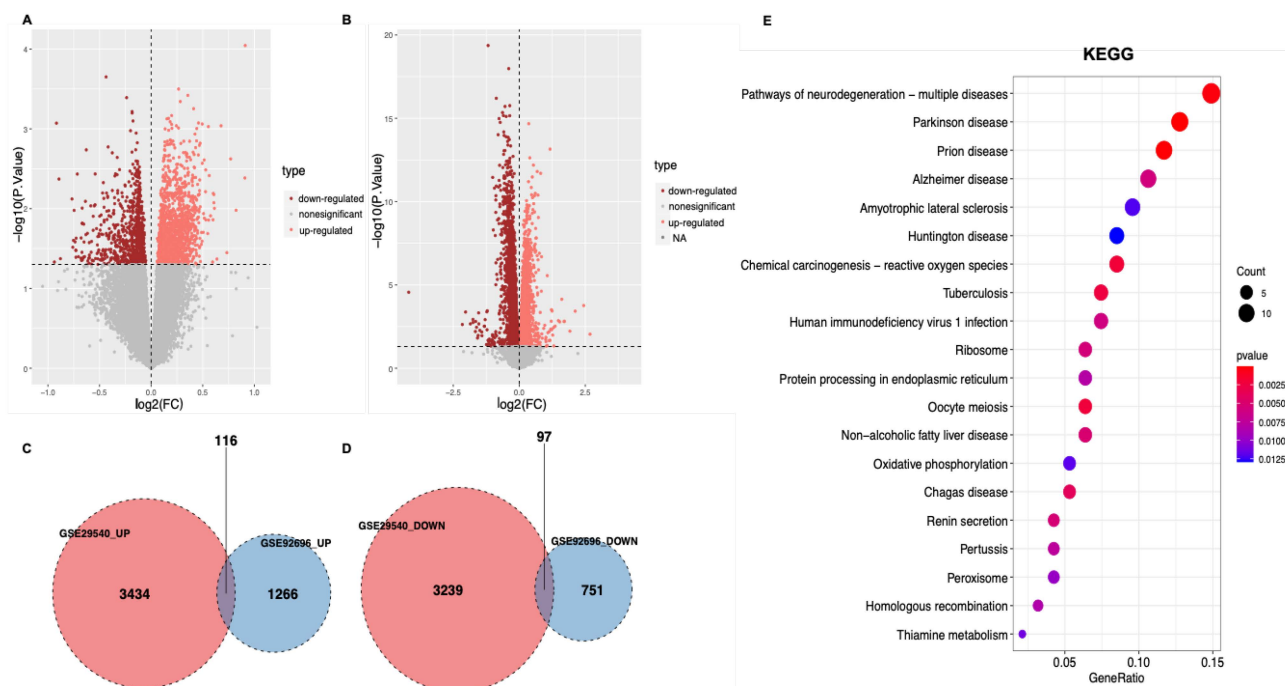 A
B
E
4
3
2
1
0
−log10(P.Value)
−1.0
−0.5
0.0
0.5
1.0
log2(FC)
type
down-regulated
nonesignificant
up-regulated
20
15
10
5
0
−log10(P.Value)
−2.5
0.0
2.5
log2(FC)
type
down-regulated
nonesignificant
up-regulated
NA
KEGG
Pathways of neurodegeneration − multiple diseases
Parkinson disease
Prion disease
Alzheimer disease
Amyotrophic lateral sclerosis
Huntington disease
Chemical carcinogenesis − reactive oxygen species
Tuberculosis
Human immunodeficiency virus 1 infection
Ribosome
Protein processing in endoplasmic reticulum
Oocyte meiosis
Non-alcoholic fatty liver disease
Oxidative phosphorylation
Chagas disease
Renin secretion
Pertussis
Peroxisome
Homologous recombination
Thiamine metabolism
0.05
0.10
0.15
GeneRatio
Count
5
10
pvalue
0.0025
0.0050
0.0075
0.0100
0.0125
C
116
GSE29540_UP
GSE92696_UP
3434
1266
D
97
GSE29540_DOWN
GSE92696_DOWN
3239
751